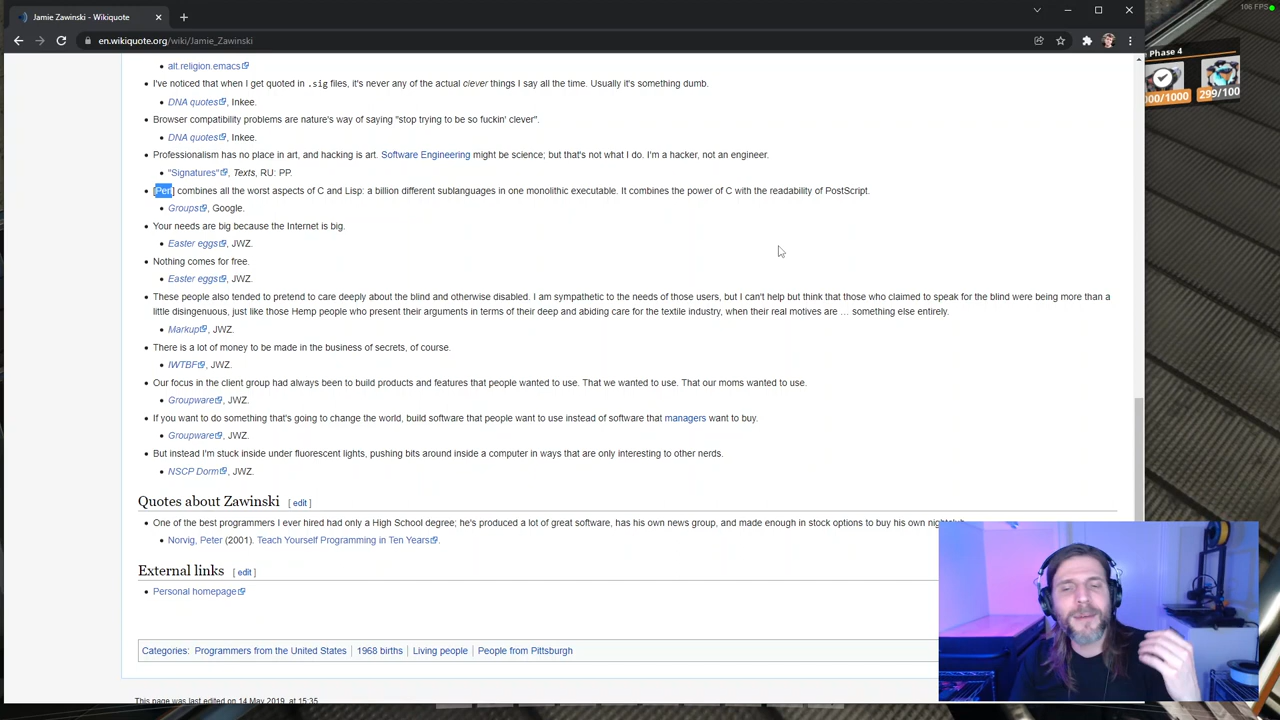 106 FPS
Jamie Zawinski - Wikiquote
en.wikiquote.org/wiki/Jamie_Zawinski
Phase 4
000/1000
299/100
alt.religion.emacs
I've noticed that when I get quoted in .sig files, it's never any of the actual clever things I say all the time. Usually it's something dumb.
DNA quotes, Inkee.
Browser compatibility problems are nature's way of saying "stop trying to be so fuckin' clever".
DNA quotes, Inkee.
Professionalism has no place in art, and hacking is art. Software Engineering might be science; but that's not what I do. I'm a hacker, not an engineer.
"Signatures", Texts, RU: PP.
[Perl] combines all the worst aspects of C and Lisp: a billion different sublanguages in one monolithic executable. It combines the power of C with the readability of PostScript.
Groups, Google.
Your needs are big because the Internet is big.
Easter eggs, JWZ.
Nothing comes for free.
Easter eggs, JWZ.
These people also tended to pretend to care deeply about the blind and otherwise disabled. I am sympathetic to the needs of those users, but I can't help but think that those who claimed to speak for the blind were being more than a
little disingenuous, just like those Hemp people who present their arguments in terms of their deep and abiding care for the textile industry, when their real motives are … something else entirely.
Markup, JWZ.
There is a lot of money to be made in the business of secrets, of course.
IWTBF, JWZ.
Our focus in the client group had always been to build products and features that people wanted to use. That we wanted to use. That our moms wanted to use.
Groupware, JWZ.
If you want to do something that's going to change the world, build software that people want to use instead of software that managers want to buy.
Groupware, JWZ.
But instead I'm stuck inside under fluorescent lights, pushing bits around inside a computer in ways that are only interesting to other nerds.
NSCP Dorm, JWZ.
Quotes about Zawinski [ edit ]
One of the best programmers I ever hired had only a High School degree; he's produced a lot of great software, has his own news group, and made enough in stock options to buy his own nightclub.
Norvig, Peter (2001). Teach Yourself Programming in Ten Years.
External links [ edit ]
Personal homepage
Categories: Programmers from the United States | 1968 births | Living people | People from Pittsburgh
This page was last edited on 14 May 2019, at 15:35